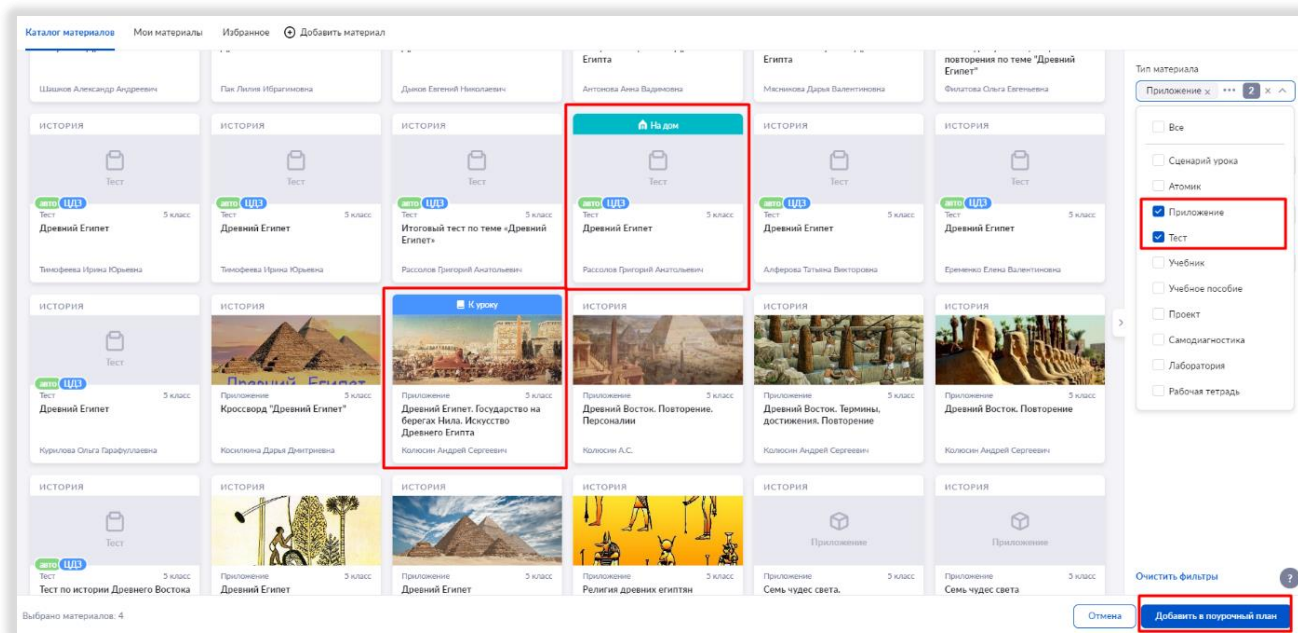 Каталог материалов Мои материалы Избранное Добавить материал
Египта Египта повторения по теме "Древний
Египет"
Шашков Александр Андреевич Пак Лилия Ибрагимовна Дьяков Евгений Николаевич Антонова Анна Вадимовна Мясникова Дарья Валентиновна Филатова Ольга Евгеньевна
ИСТОРИЯ ИСТОРИЯ ИСТОРИЯ На дом ИСТОРИЯ ИСТОРИЯ
Тест Тест Тест Тест Тест Тест
авто ЦДЗ авто ЦДЗ авто ЦДЗ авто ЦДЗ авто ЦДЗ авто ЦДЗ
Тест 5 класс Тест 5 класс Тест 5 класс Тест 5 класс Тест 5 класс Тест 5 класс
Древний Египет Древний Египет Итоговый тест по теме «Древний Древний Египет Древний Египет Древний Египет
Египет»
Тимофеева Ирина Юрьевна Тимофеева Ирина Юрьевна Рассолов Григорий Анатольевич Рассолов Григорий Анатольевич Алферова Татьяна Викторовна Еременко Елена Валентиновна
ИСТОРИЯ ИСТОРИЯ К уроку ИСТОРИЯ ИСТОРИЯ ИСТОРИЯ
Тест
Древний Египет
авто ЦДЗ
Тест 5 класс Приложение 5 класс Приложение 5 класс Приложение 5 класс Приложение 5 класс Приложение 5 класс
Древний Египет Кроссворд "Древний Египет" Древний Египет. Государство на Древний Восток. Повторение. Древний Восток. Термины, Древний Восток. Повторение
берегах Нила. Искусство Персоналии достижения. Повторение
Древнего Египта
Курилова Ольга Гарафуллаевна Косилкина Дарья Дмитриевна Колюсин Андрей Сергеевич Колюсин А.С. Колюсин Андрей Сергеевич Колюсин Андрей Сергеевич
ИСТОРИЯ ИСТОРИЯ ИСТОРИЯ ИСТОРИЯ ИСТОРИЯ ИСТОРИЯ
Тест Приложение Приложение
авто ЦДЗ
Тест 5 класс Приложение 5 класс Приложение 5 класс Приложение 5 класс Приложение 5 класс Приложение 5 класс
Тест по истории Древнего Востока Древний Египет Древний Египет Религия древних египтян Семь чудес света. Семь чудес света
Тип материала
Приложение x ··· 2 x
Все
Сценарий урока
Атомик
Приложение
Тест
Учебник
Учебное пособие
Проект
Самодиагностика
Лаборатория
Рабочая тетрадь
Очистить фильтры ?
Выбрано материалов: 4 Отмена Добавить в поурочный план